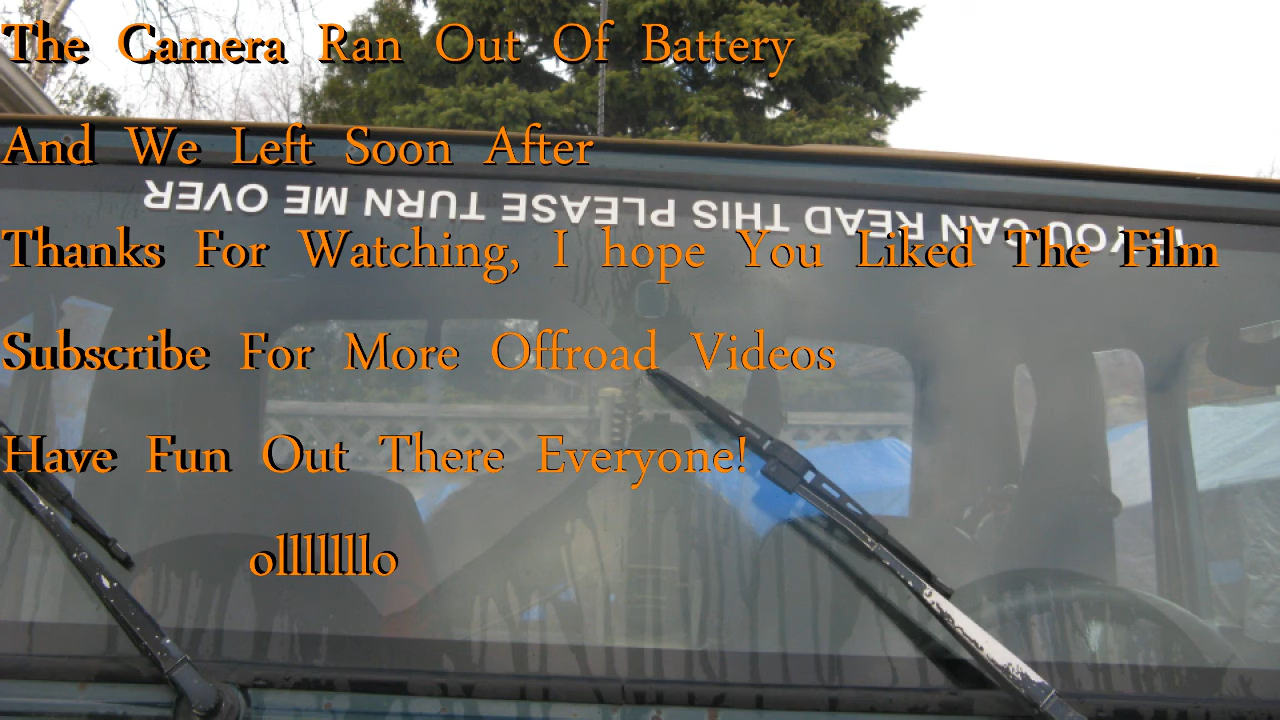 The Camera Ran Out Of Battery
And We Left Soon After
IF YOU CAN READ THIS PLEASE TURN ME OVER
Thanks For Watching, I hope You Liked The Film
Subscribe For More Offroad Videos
Have Fun Out There Everyone!
olllllllo